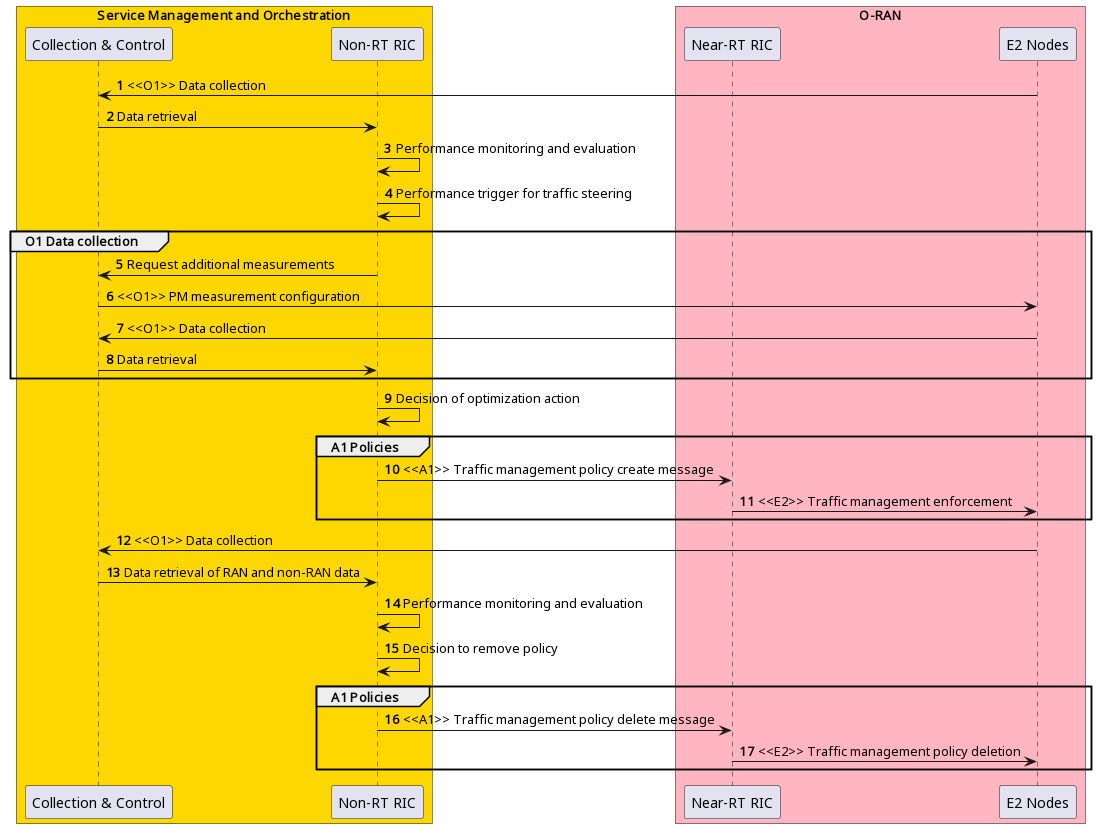 Service Management and Orchestration
O-RAN
Collection & Control
Non-RT RIC
Near-RT RIC
E2 Nodes
1 <<O1>> Data collection
2 Data retrieval
3 Performance monitoring and evaluation
4 Performance trigger for traffic steering
O1 Data collection
5 Request additional measurements
6 <<O1>> PM measurement configuration
7 <<O1>> Data collection
8 Data retrieval
9 Decision of optimization action
A1 Policies
10 <<A1>> Traffic management policy create message
11 <<E2>> Traffic management enforcement
12 <<O1>> Data collection
13 Data retrieval of RAN and non-RAN data
14 Performance monitoring and evaluation
15 Decision to remove policy
A1 Policies
16 <<A1>> Traffic management policy delete message
17 <<E2>> Traffic management policy deletion
Collection & Control
Non-RT RIC
Near-RT RIC
E2 Nodes